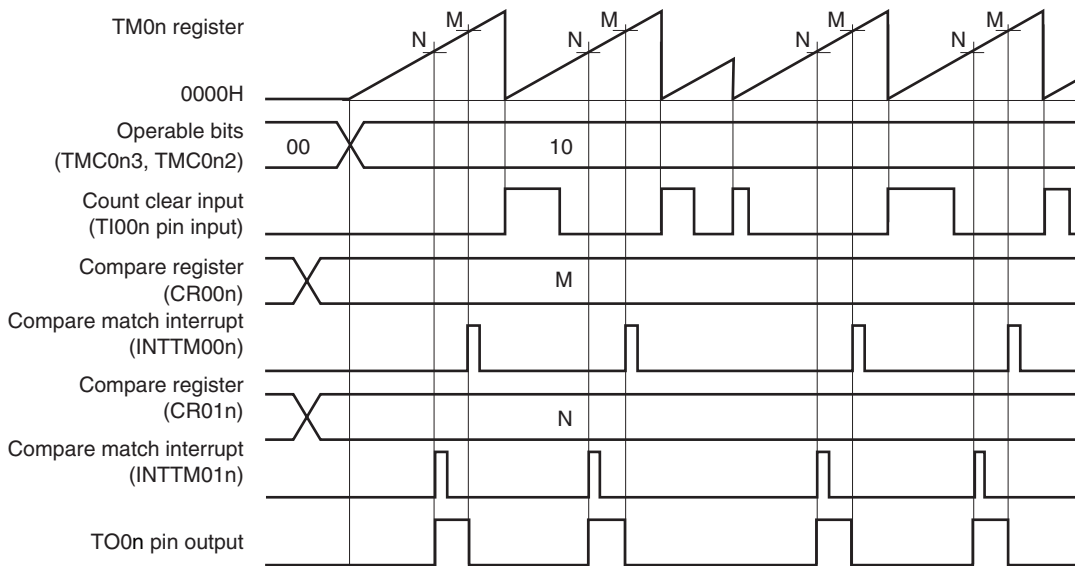 TM0n register
M
N
M
N
M
N
M
N
0000H
Operable bits
(TMC0n3, TMC0n2)
00
10
Count clear input
(TI00n pin input)
Compare register
(CR00n)
M
Compare match interrupt
(INTTM00n)
Compare register
(CR01n)
N
Compare match interrupt
(INTTM01n)
TO0n pin output